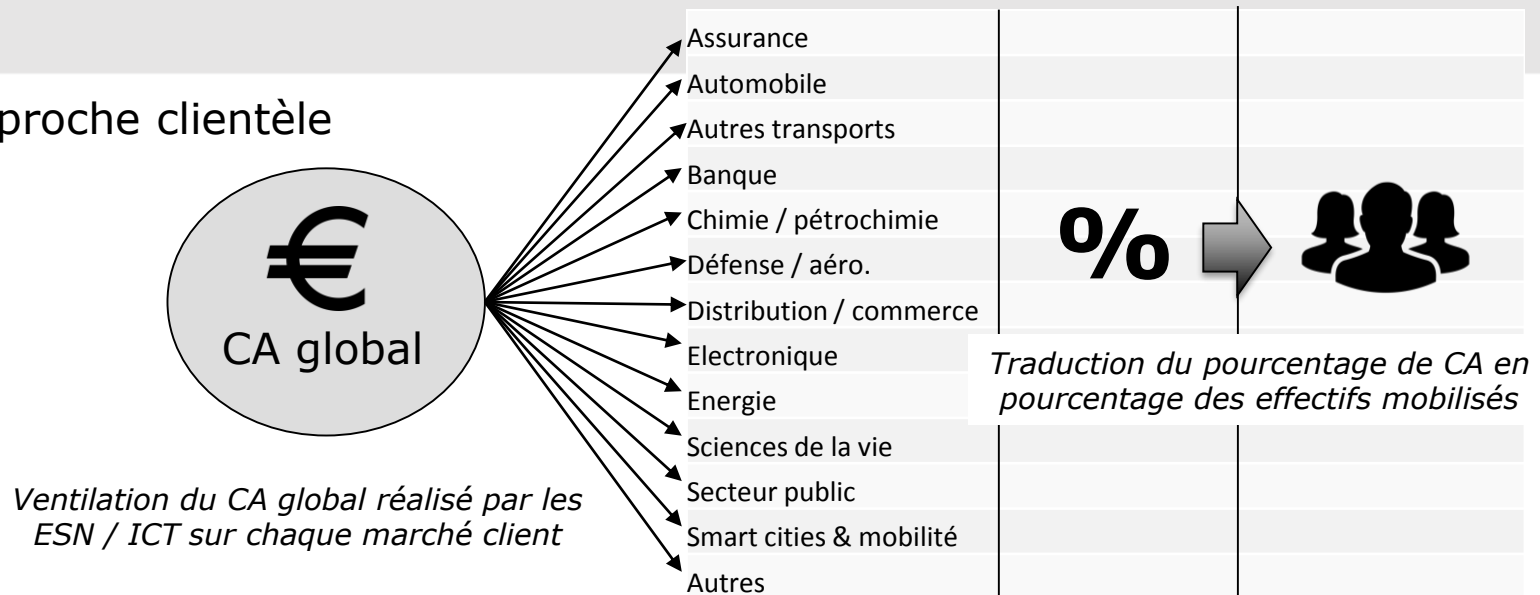 proche clientèle
€
CA global
Ventilation du CA global réalisé par les
ESN / ICT sur chaque marché client
Assurance
Automobile
Autres transports
Banque
Chimie / pétrochimie
Défense / aéro.
Distribution / commerce
Electronique
Energie
Sciences de la vie
Secteur public
Smart cities & mobilité
Autres
%
Traduction du pourcentage de CA en
pourcentage des effectifs mobilisés